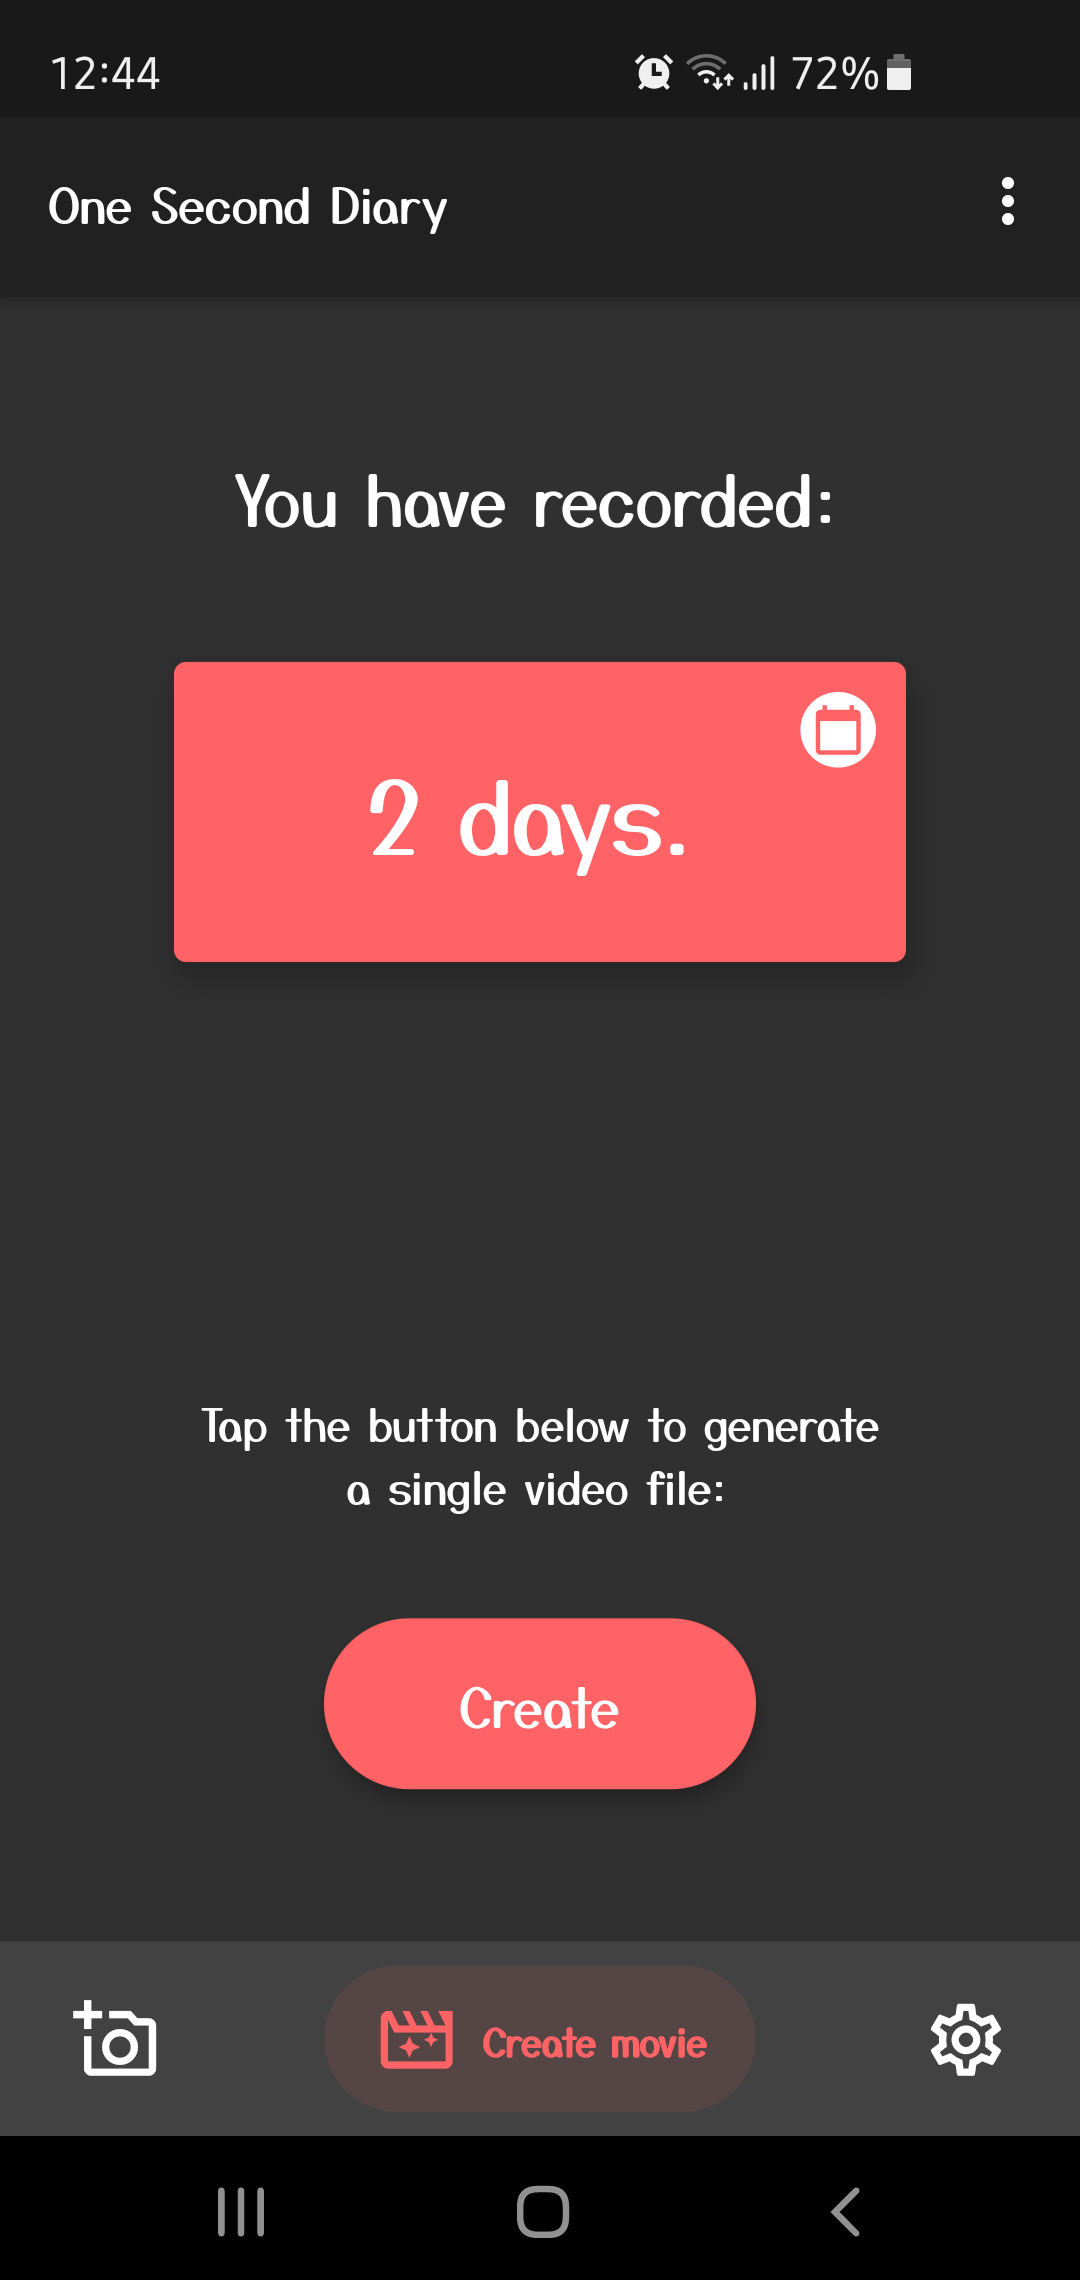 12:44
72%
One Second Diary
You have recorded:
2 days.
Tap the button below to generate
a single video file:
Create
Create movie